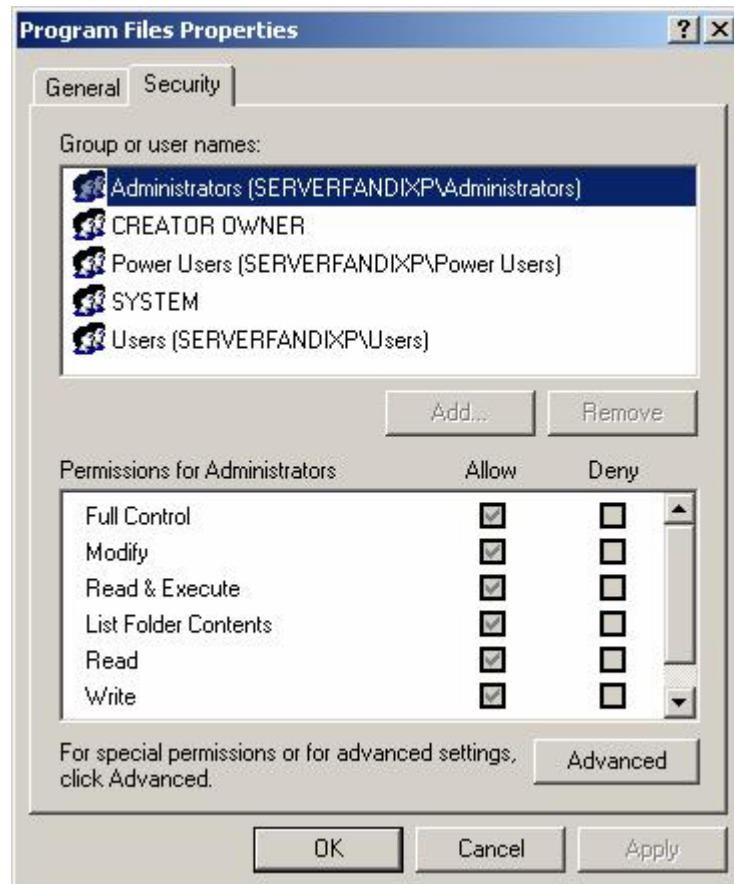 Program Files Properties
General Security
Group or user names:
Administrators (SERVERFANDIXP\Administrators)
CREATOR OWNER
Power Users (SERVERFANDIXP\Power Users)
SYSTEM
Users (SERVERFANDIXP\Users)
Add... Remove
Permissions for Administrators Allow Deny
Full Control
Modify
Read & Execute
List Folder Contents
Read
Write
For special permissions or for advanced settings,
click Advanced.
Advanced
OK Cancel Apply